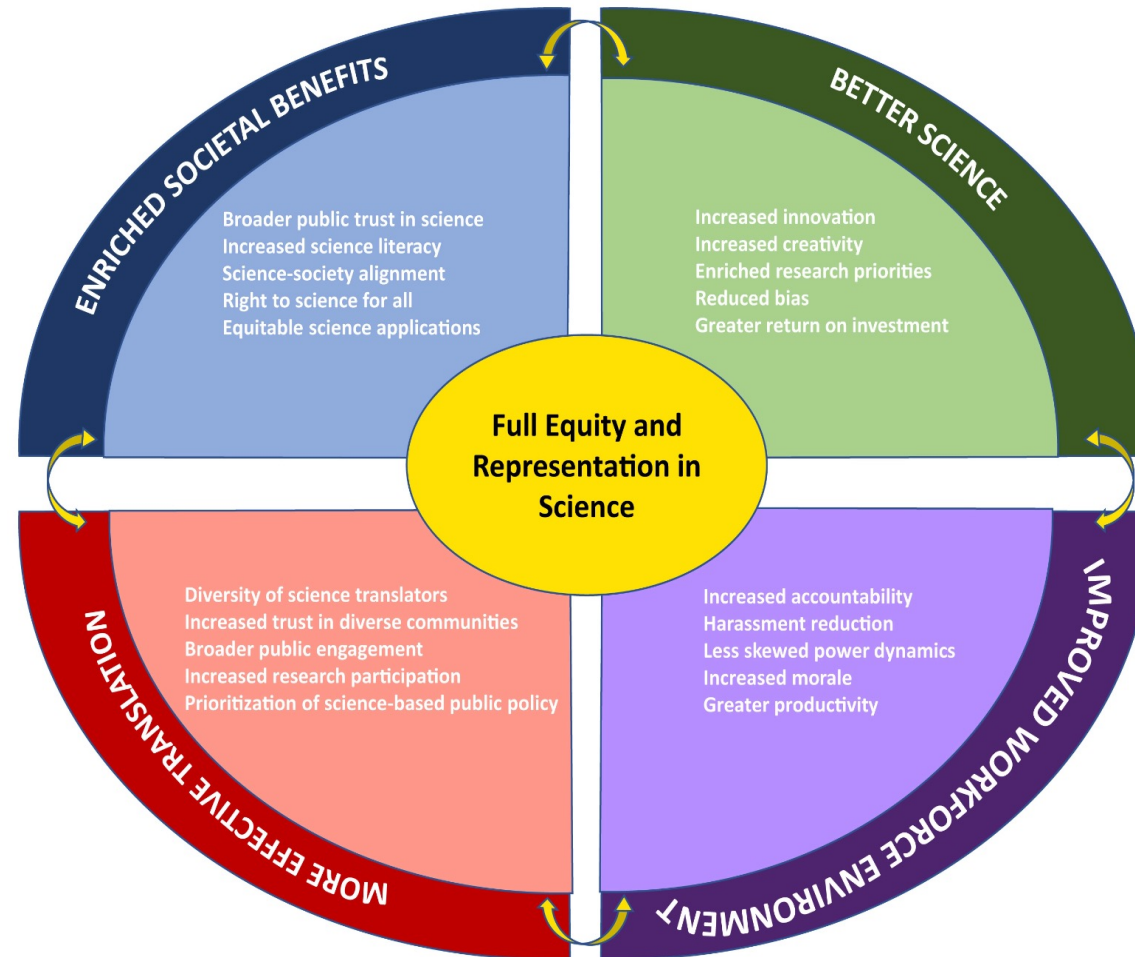 ENRICHED SOCIETAL BENEFITS
Broader public trust in science
Increased science literacy
Science-society alignment
Right to science for all
Equitable science applications
BETTER SCIENCE
Increased innovation
Increased creativity
Enriched research priorities
Reduced bias
Greater return on investment
Full Equity and
Representation in
Science
MORE EFFECTIVE TRANSLATION
Diversity of science translators
Increased trust in diverse communities
Broader public engagement
Increased research participation
Prioritization of science-based public policy
IMPROVED WORKFORCE ENVIRONMENT
Increased accountability
Harassment reduction
Less skewed power dynamics
Increased morale
Greater productivity